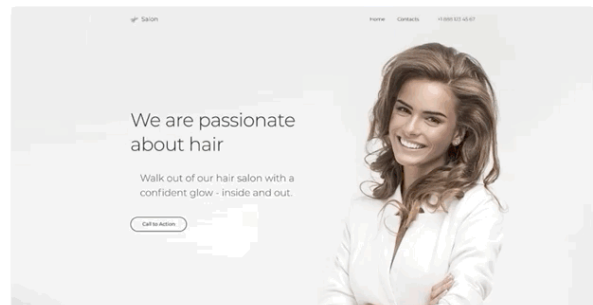 Salon
Home Contacts
We are passionate
about hair
Walk out of our hair salon with a
confident glow - inside and out.
Call to Action